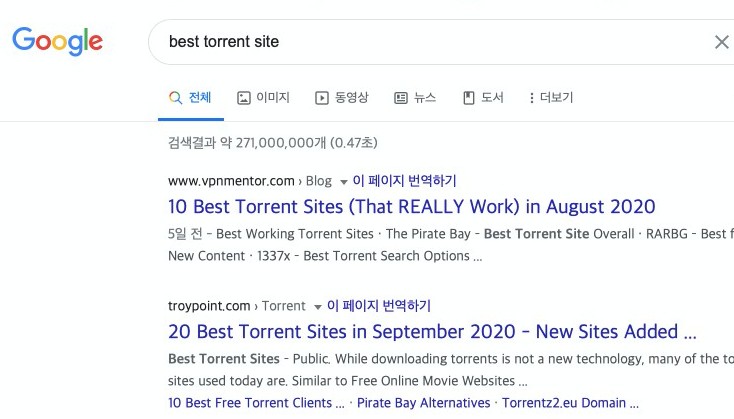 Google
best torrent site
전체 이미지 동영상 뉴스 도서 더보기
검색결과 약 271,000,000개 (0.47초)
www.vpnmentor.com › Blog 이 페이지 번역하기
10 Best Torrent Sites (That REALLY Work) in August 2020
5일 전 - Best Working Torrent Sites · The Pirate Bay - Best Torrent Site Overall · RARBG - Best f
New Content · 1337x - Best Torrent Search Options ...
troypoint.com › Torrent 이 페이지 번역하기
20 Best Torrent Sites in September 2020 - New Sites Added ...
Best Torrent Sites - Public. While downloading torrents is not a new technology, many of the to
sites used today are. Similar to Free Online Movie Websites ...
10 Best Free Torrent Clients ... · Pirate Bay Alternatives · Torrentz2.eu Domain ...